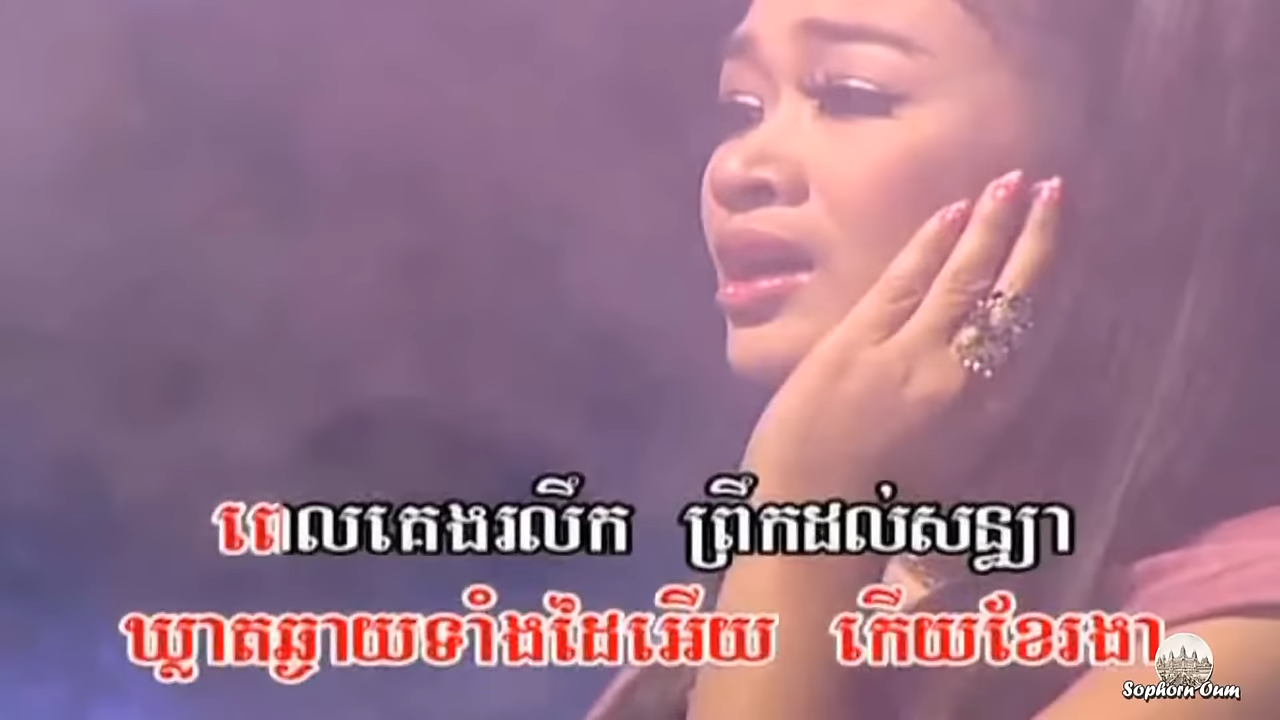 ពេលគេងរលឹក ព្រឹកដល់សន្ធ្យា
ឃ្លាតឆ្ងាយទាំងដៃអើយ កើយខែរងា
Sophorn Oum